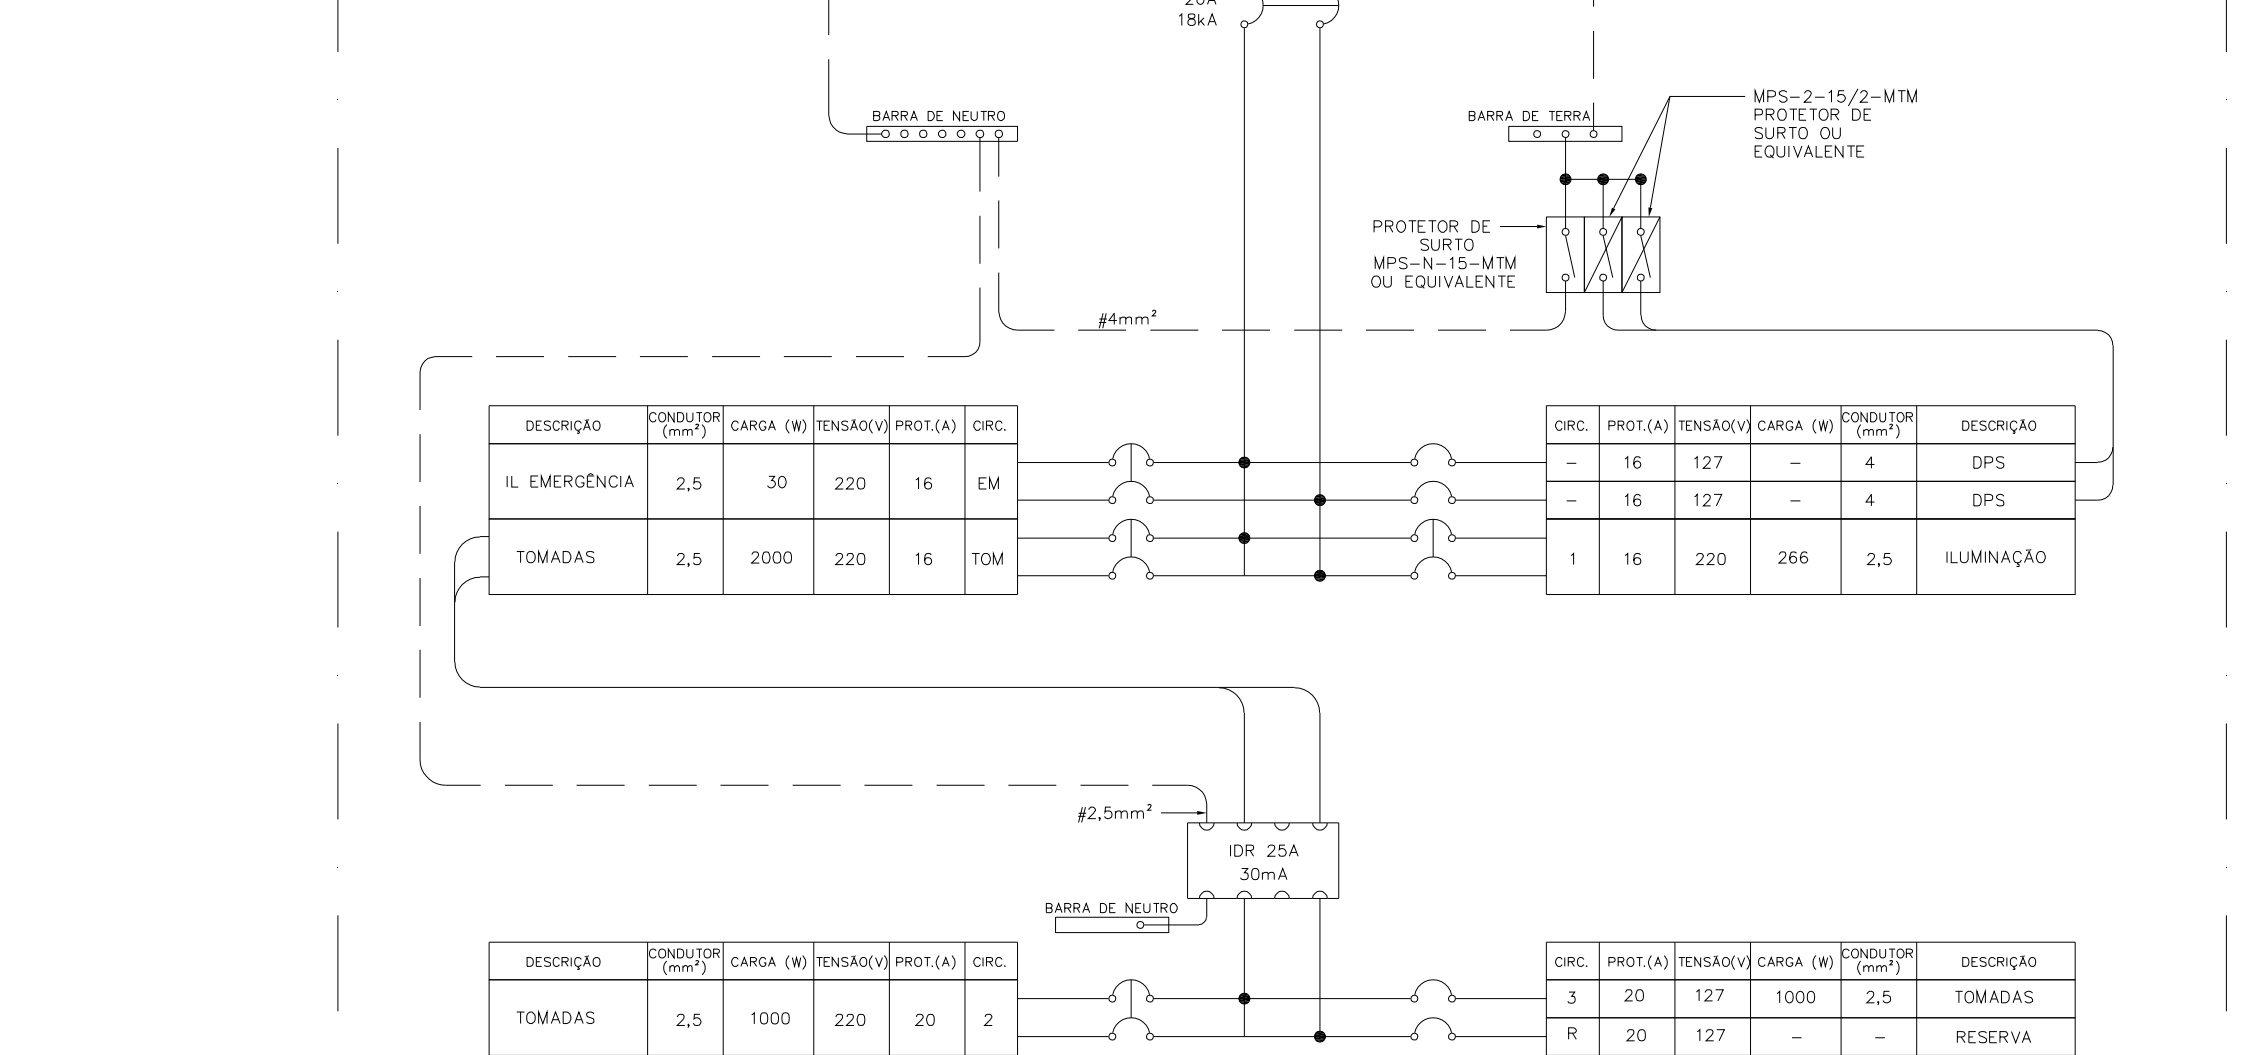 20A
18kA
BARRA DE NEUTRO
BARRA DE TERRA
MPS-2-15/2-MTM
PROTETOR DE
SURTO OU
EQUIVALENTE
PROTETOR DE
SURTO
MPS-N-15-MTM
OU EQUIVALENTE
#4mm²
DESCRIÇÃO CONDUTOR (mm²) CARGA (W) TENSÃO(V) PROT.(A) CIRC.
IL EMERGÊNCIA 2,5 30 220 16 EM
TOMADAS 2,5 2000 220 16 TOM
CIRC. PROT.(A) TENSÃO(V) CARGA (W) CONDUTOR (mm²) DESCRIÇÃO
- 16 127 - 4 DPS
- 16 127 - 4 DPS
1 16 220 266 2,5 ILUMINAÇÃO
#2,5mm²
IDR 25A
30mA
BARRA DE NEUTRO
DESCRIÇÃO CONDUTOR (mm²) CARGA (W) TENSÃO(V) PROT.(A) CIRC.
TOMADAS 2,5 1000 220 20 2
CIRC. PROT.(A) TENSÃO(V) CARGA (W) CONDUTOR (mm²) DESCRIÇÃO
3 20 127 1000 2,5 TOMADAS
R 20 127 - - RESERVA